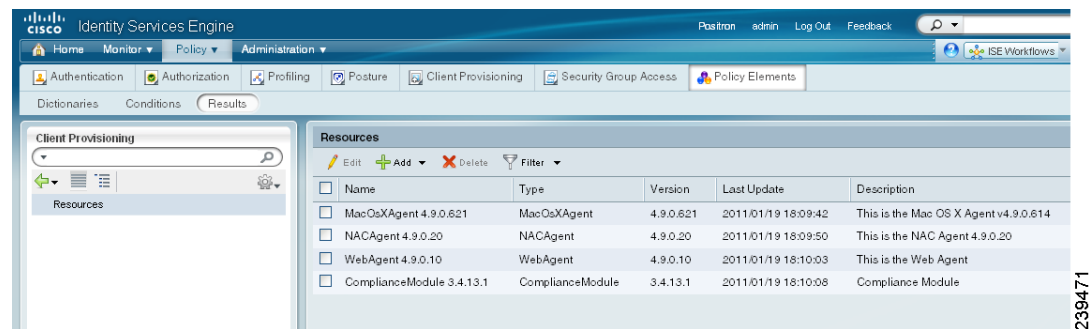 CISCO Identity Services Engine
Positron admin Log Out Feedback
Home Monitor Policy Administration
ISE Workflows
Authentication Authorization Profiling Posture Client Provisioning Security Group Access Policy Elements
Dictionaries Conditions Results
Client Provisioning
Resources
Resources
Edit Add Delete Filter
Name Type Version Last Update Description
MacOsXAgent 4.9.0.621 MacOsXAgent 4.9.0.621 2011/01/19 18:09:42 This is the Mac OS X Agent v4.9.0.614
NACAgent 4.9.0.20 NACAgent 4.9.0.20 2011/01/19 18:09:50 This is the NAC Agent 4.9.0.20
WebAgent 4.9.0.10 WebAgent 4.9.0.10 2011/01/19 18:10:03 This is the Web Agent
ComplianceModule 3.4.13.1 ComplianceModule 3.4.13.1 2011/01/19 18:10:08 Compliance Module
239471